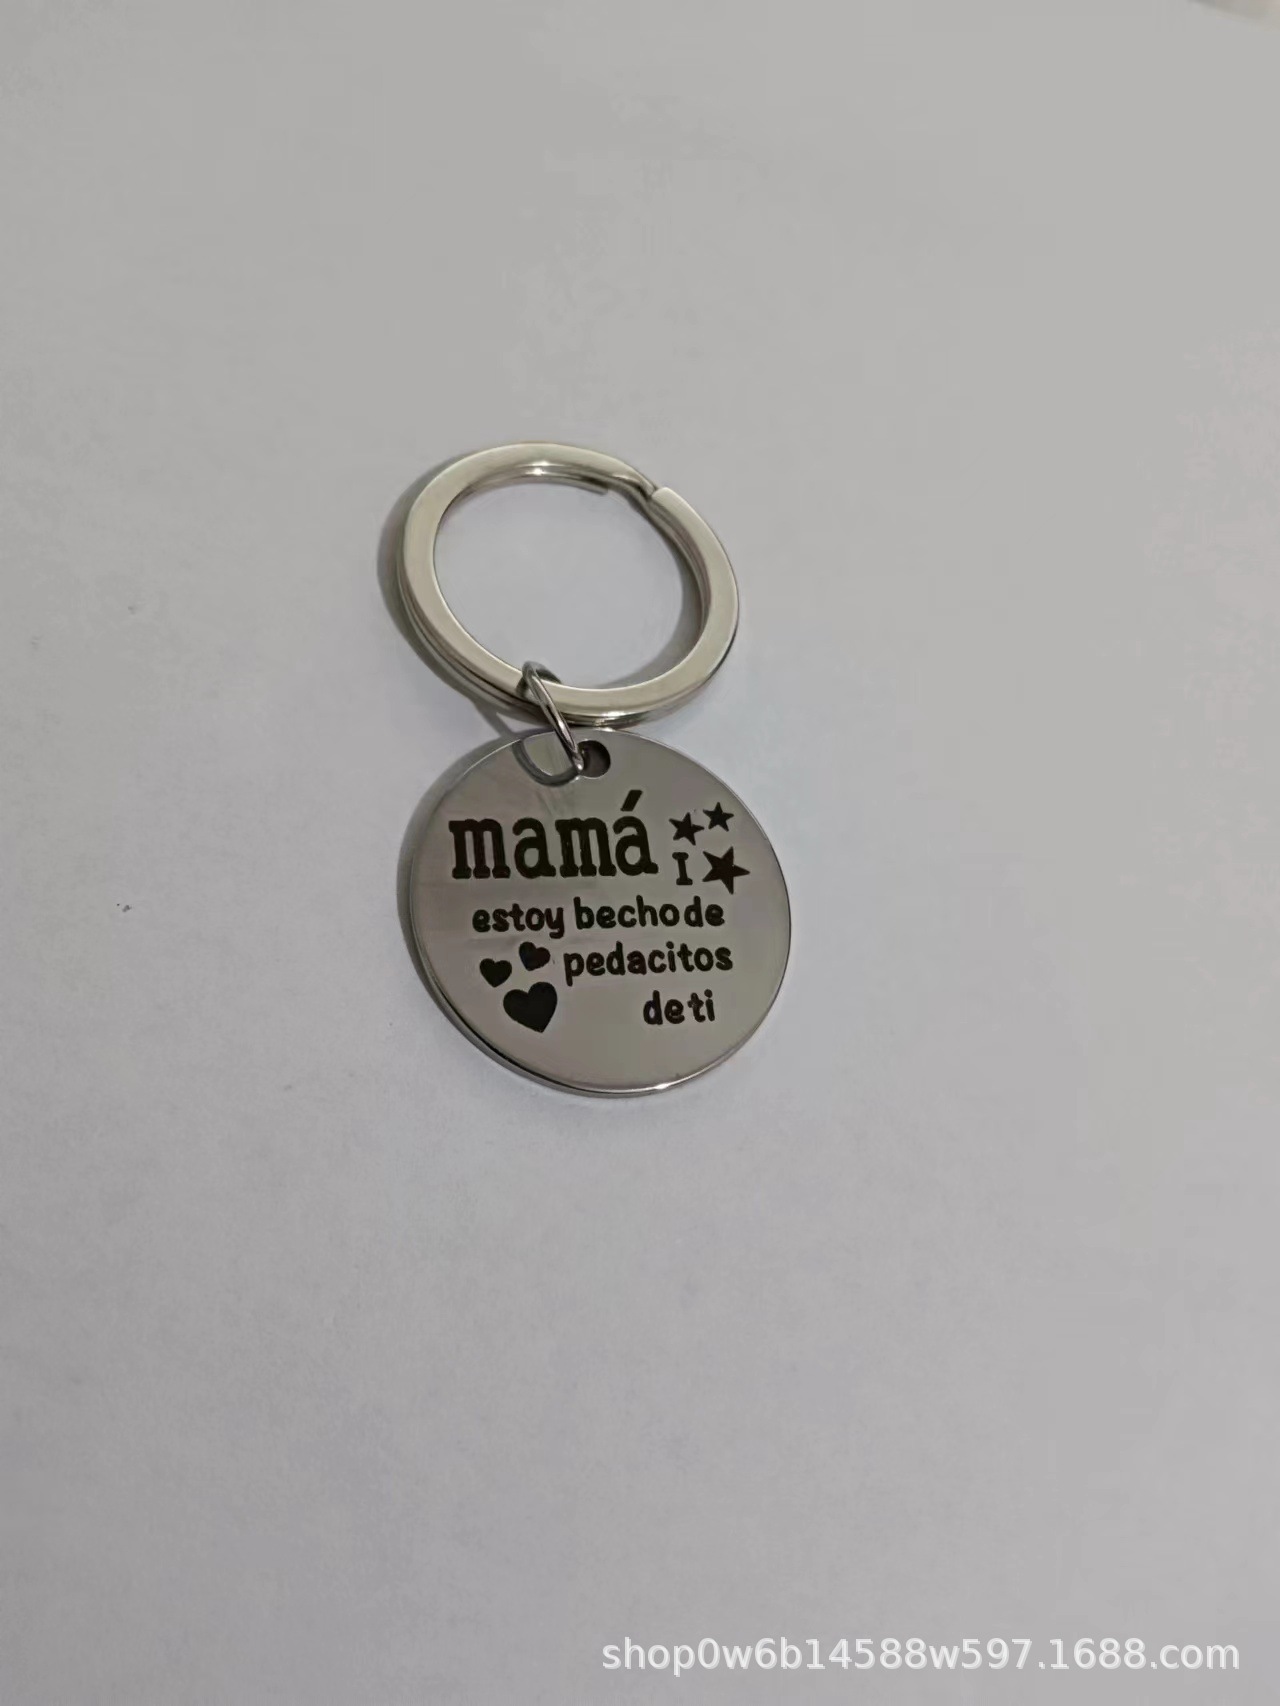 mamá
I
estoy becho de
pedacitos
de ti
shop0w6b14588w597.1688.com